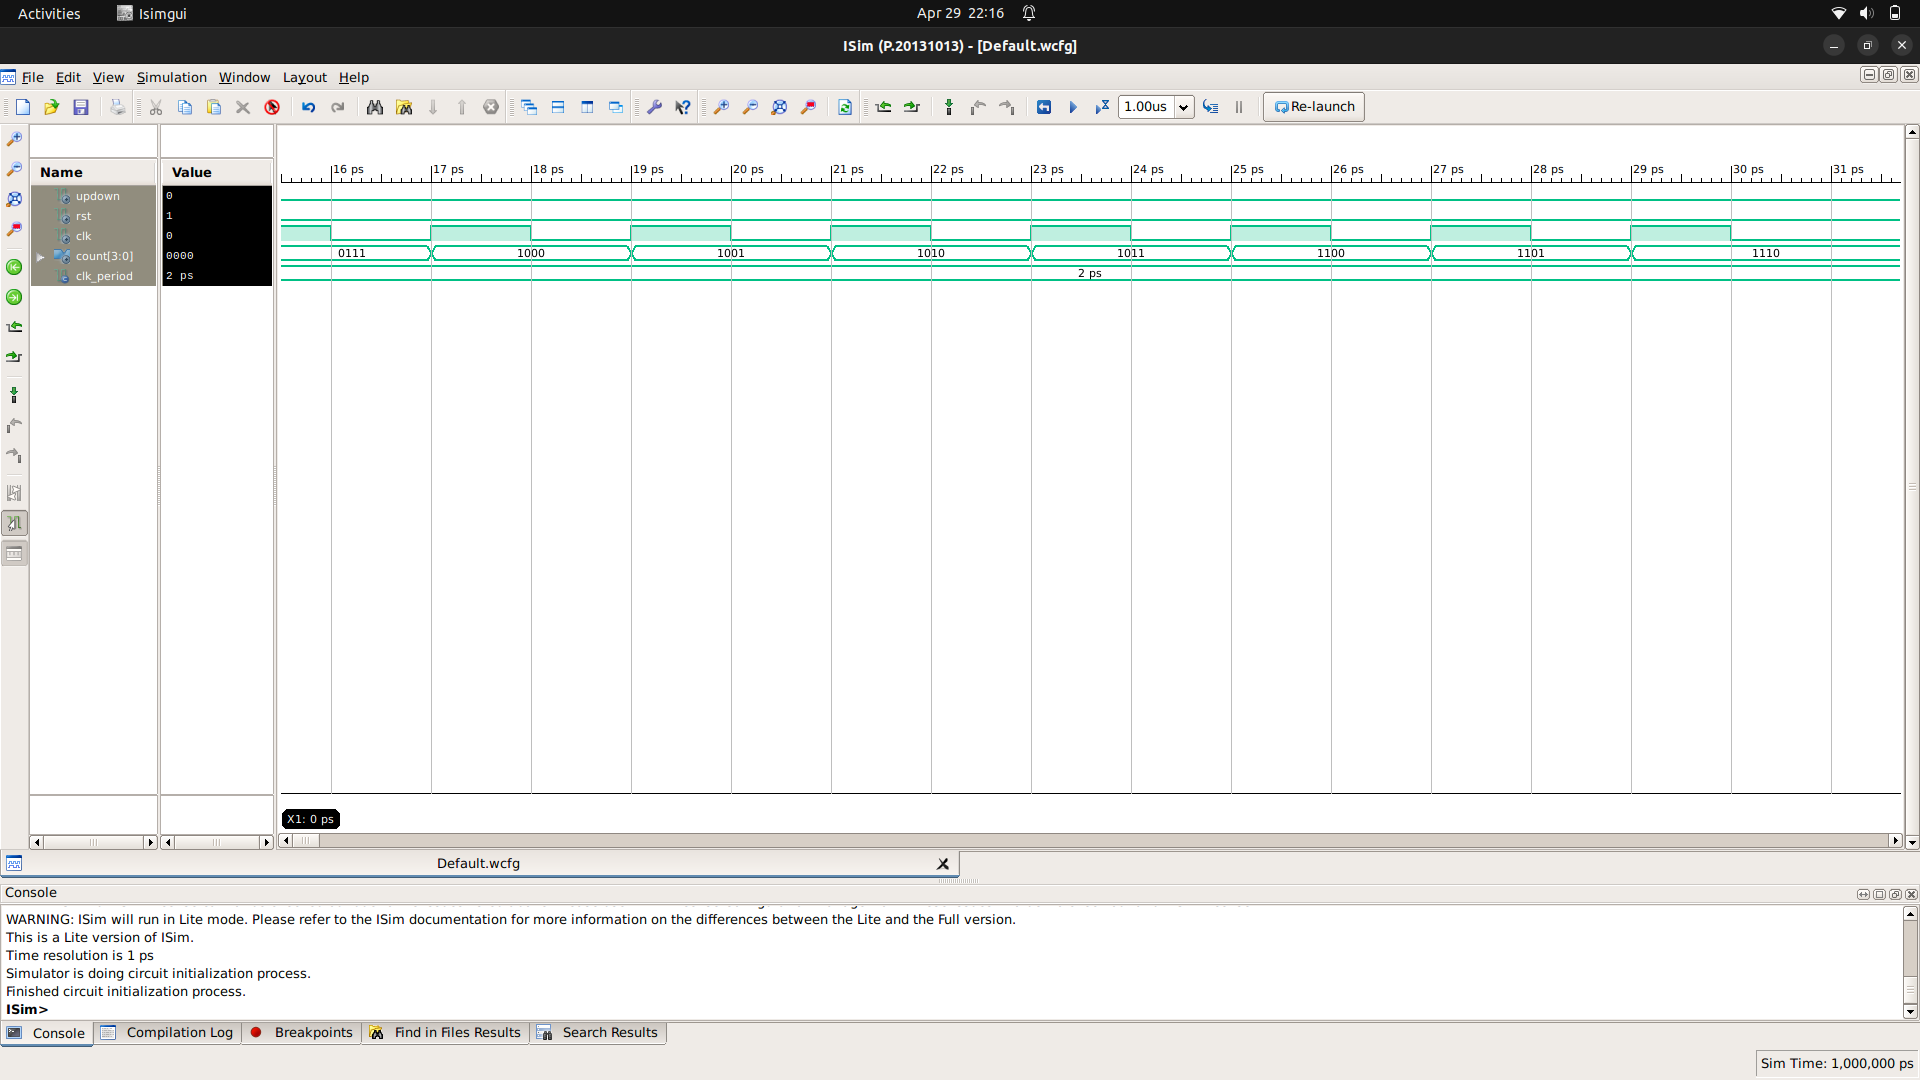 Activities Isimgui Apr 29 22:16
ISim (P.20131013) - [Default.wcfg]
File Edit View Simulation Window Layout Help
1.00us Re-launch
Name Value
16 ps 17 ps 18 ps 19 ps 20 ps 21 ps 22 ps 23 ps 24 ps 25 ps 26 ps 27 ps 28 ps 29 ps 30 ps 31 ps
updown 0
rst 1
clk 0
count[3:0] 0000 0111 1000 1001 1010 1011 1100 1101 1110
clk_period 2 ps 2 ps
X1: 0 ps
Default.wcfg
Console
WARNING: ISim will run in Lite mode. Please refer to the ISim documentation for more information on the differences between the Lite and the Full version.
This is a Lite version of ISim.
Time resolution is 1 ps
Simulator is doing circuit initialization process.
Finished circuit initialization process.
ISim>
Console Compilation Log Breakpoints Find in Files Results Search Results
Sim Time: 1,000,000 ps